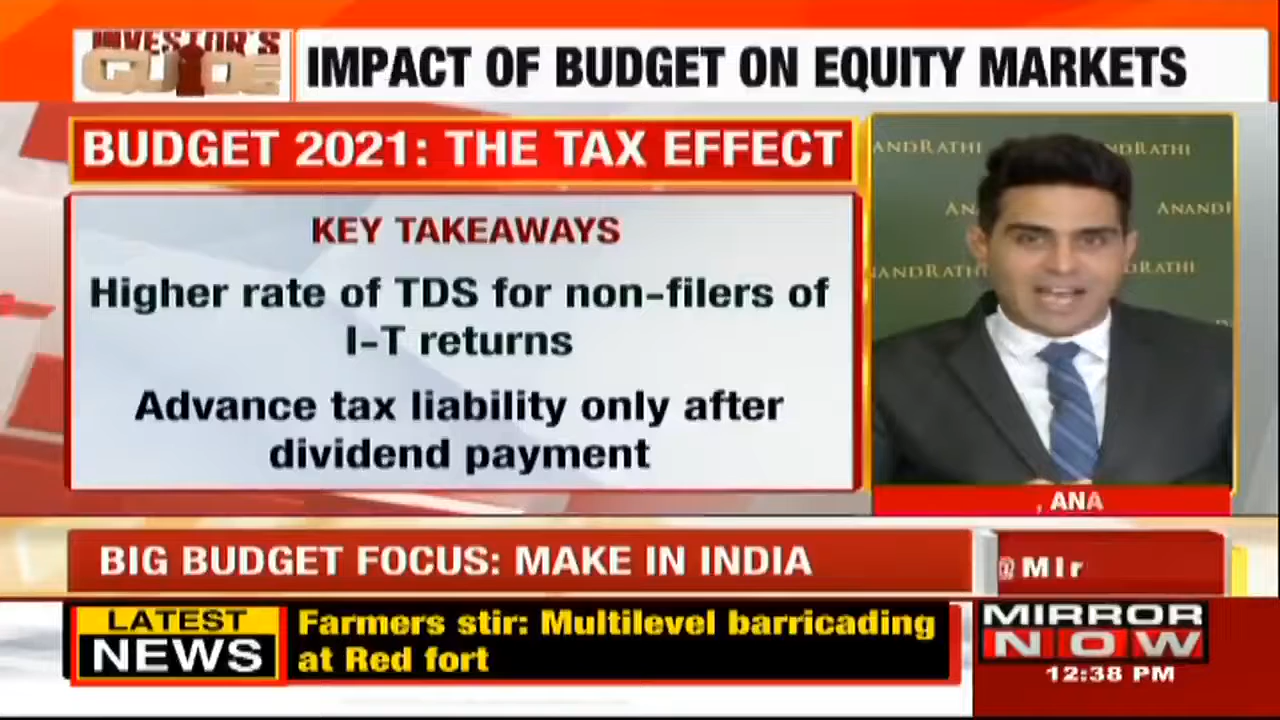 INVESTOR'S
GUIDE
IMPACT OF BUDGET ON EQUITY MARKETS
BUDGET 2021: THE TAX EFFECT
KEY TAKEAWAYS
Higher rate of TDS for non-filers of
I-T returns
Advance tax liability only after
dividend payment
ANANDRATHI
, ANA
BIG BUDGET FOCUS: MAKE IN INDIA
@MIr
LATEST
NEWS
Farmers stir: Multilevel barricading
at Red fort
MIRROR
NOW
12:38 PM